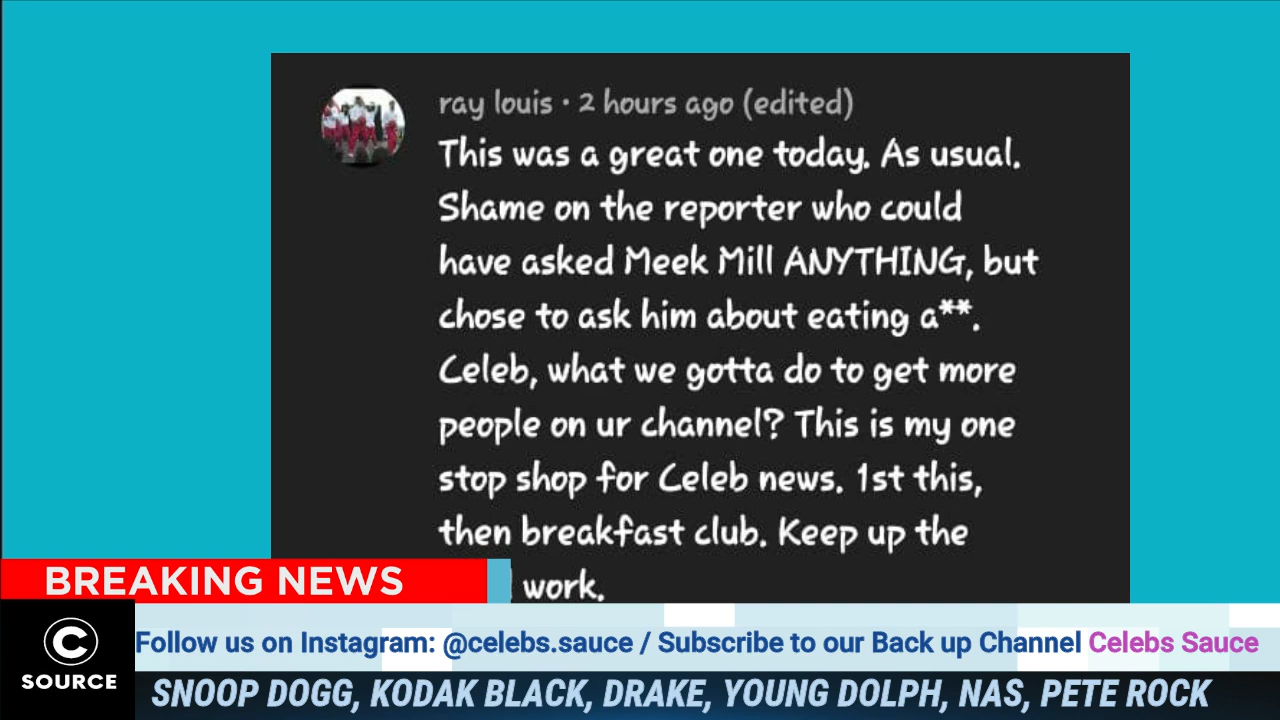 ray louis • 2 hours ago (edited)
This was a great one today. As usual.
Shame on the reporter who could
have asked Meek Mill ANYTHING, but
chose to ask him about eating a**.
Celeb, what we gotta do to get more
people on ur channel? This is my one
stop shop for Celeb news. 1st this,
then breakfast club. Keep up the
work.
BREAKING NEWS
C
SOURCE
Follow us on Instagram: @celebs.sauce / Subscribe to our Back up Channel Celebs Sauce
SNOOP DOGG, KODAK BLACK, DRAKE, YOUNG DOLPH, NAS, PETE ROCK